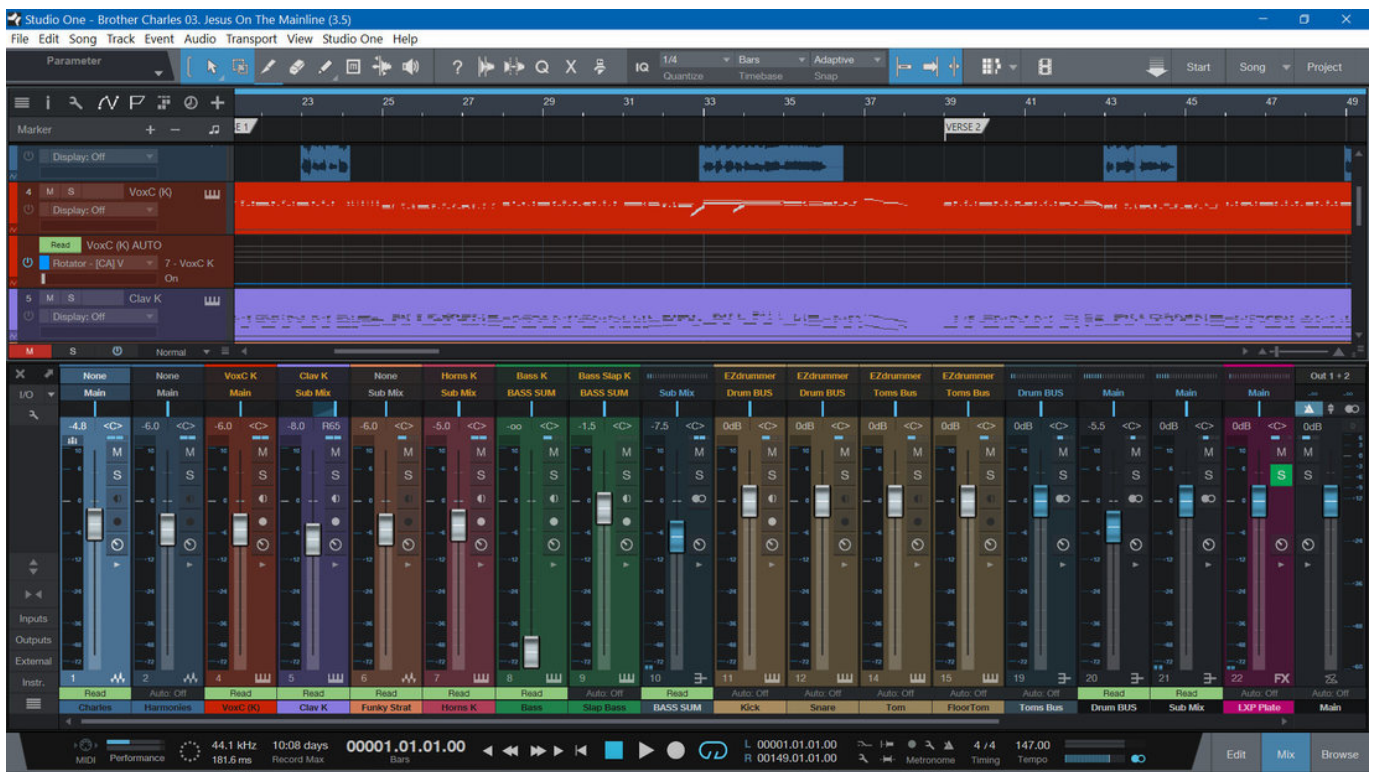 Studio One - Brother Charles 03. Jesus On The Mainline (3.5)
File Edit Song Track Event Audio Transport View Studio One Help
Parameter
IQ 1/4 Quantize Bars Timebase Adaptive Snap
Start Song Project
23 25 27 29 31 33 35 37 39 41 43 45 47 49
Marker
E 1
VERSE 2
Display: Off
4 M S VoxC (K)
Display: Off
Read VoxC (K) AUTO
Rotator - [CA] V 7 - VoxC K
On
5 M S Clav K
Display: Off
M S Normal
None None VoxC K Clav K None Horns K Bass K Bass Slap K EZdrummer EZdrummer EZdrummer EZdrummer Out 1 + 2
I/O Main Main Main Sub Mix Sub Mix Sub Mix BASS SUM BASS SUM Sub Mix Drum BUS Drum BUS Toms Bus Toms Bus Drum BUS Main Main Main
-4.8 <C> -6.0 <C> -6.0 <C> -8.0 R65 -6.0 <C> -5.0 <C> -oo <C> -1.5 <C> -7.5 <C> 0dB <C> 0dB <C> 0dB <C> 0dB <C> 0dB <C> -5.5 <C> 0dB <C> 0dB <C> 0dB
M M M M M M M M M M M M M M M M M M
S S S S S S S S S S S S S S S S S S
Inputs
Outputs
External
Instr.
1 2 4 5 6 7 8 9 10 11 12 14 15 19 20 21 22 FX
Read Auto: Off Read Read Read Read Read Auto: Off Read Auto: Off Auto: Off Auto: Off Auto: Off Auto: Off Read Read Auto: Off Auto: Off
Charles Harmonies VoxC (K) Clav K Funky Strat Horns K Bass Slap Bass BASS SUM Kick Snare Tom FloorTom Toms Bus Drum BUS Sub Mix LXP Plate Main
44.1 kHz 10:08 days 00001.01.01.00 L 00001.01.01.00 4 / 4 147.00
MIDI Performance 181.6 ms Record Max Bars R 00149.01.01.00 Metronome Timing Tempo
Edit Mix Browse